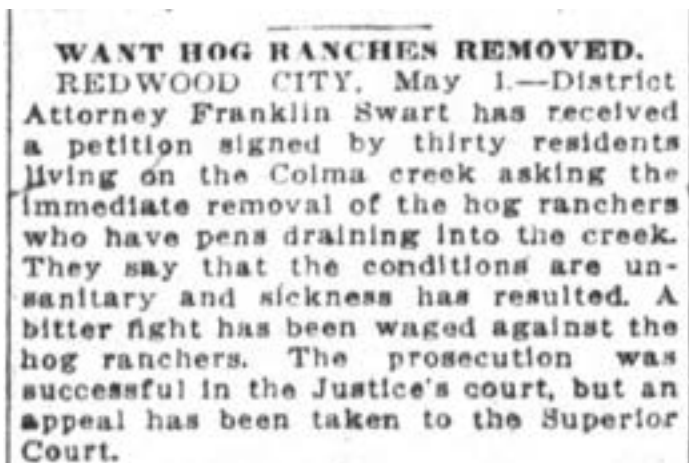 WANT HOG RANCHES REMOVED.
REDWOOD CITY, May 1.—District
Attorney Franklin Swart has received
a petition signed by thirty residents
living on the Colma creek asking the
immediate removal of the hog ranchers
who have pens draining into the creek.
They say that the conditions are un-
sanitary and sickness has resulted. A
bitter fight has been waged against the
hog ranchers. The prosecution was
successful in the Justice's court, but an
appeal has been taken to the Superior
Court.